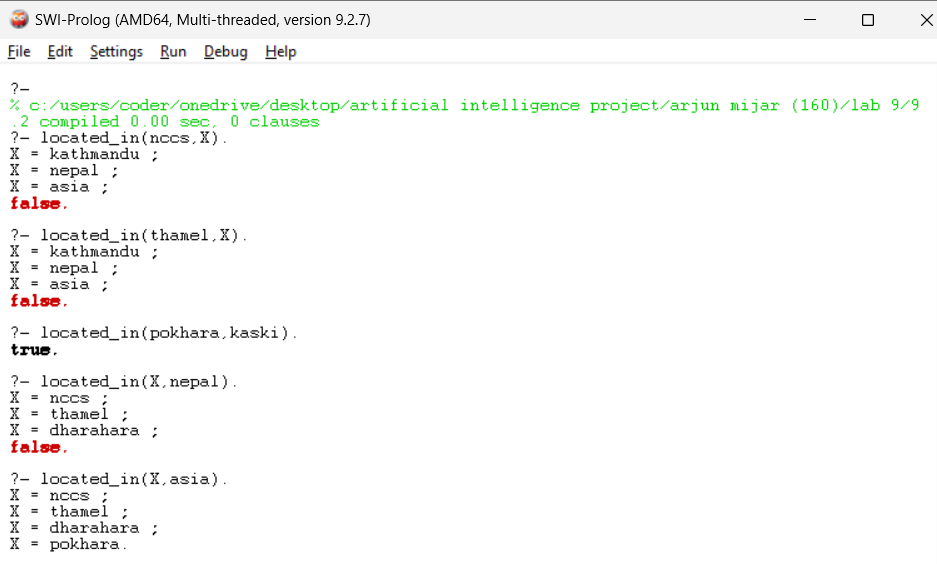 SWI-Prolog (AMD64, Multi-threaded, version 9.2.7)
File Edit Settings Run Debug Help
?-
% c:/users/coder/onedrive/desktop/artificial intelligence project/arjun mijar (160)/lab 9/9
.2 compiled 0.00 sec, 0 clauses
?- located_in(nccs,X).
X = kathmandu ;
X = nepal ;
X = asia ;
false.
?- located_in(thamel,X).
X = kathmandu ;
X = nepal ;
X = asia ;
false.
?- located_in(pokhara,kaski).
true.
?- located_in(X,nepal).
X = nccs ;
X = thamel ;
X = dharahara ;
false.
?- located_in(X,asia).
X = nccs ;
X = thamel ;
X = dharahara ;
X = pokhara.